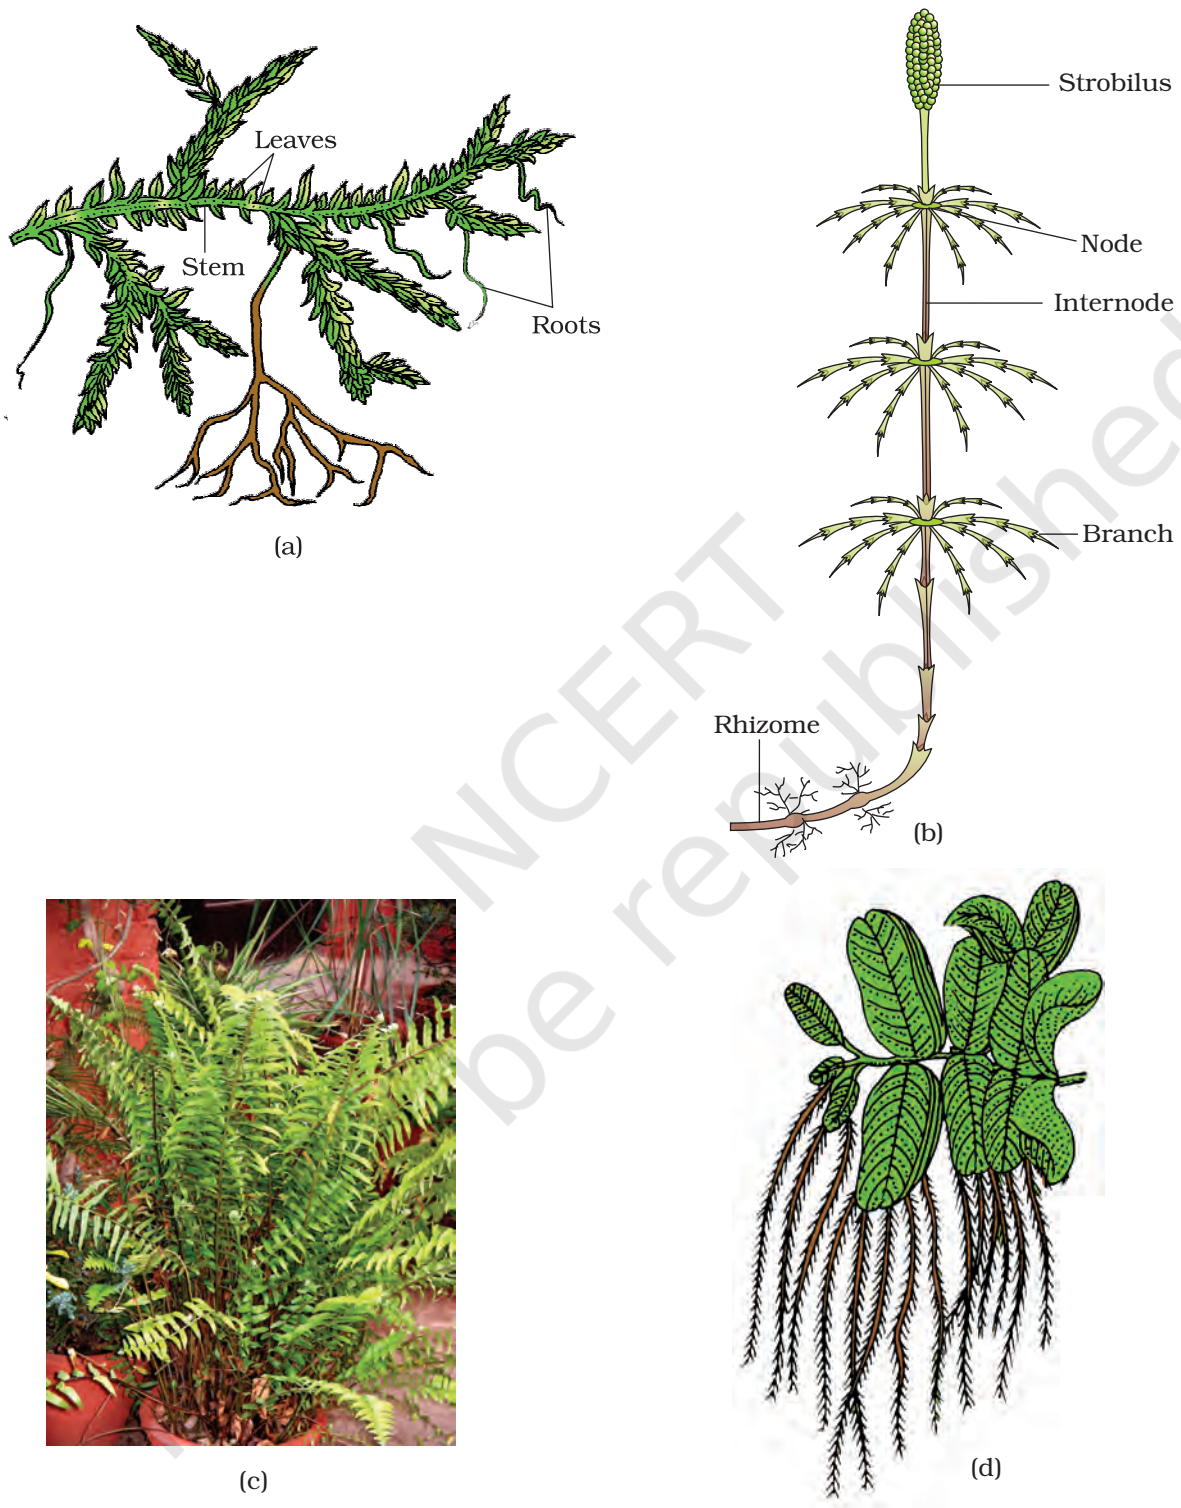 Strobilus
Leaves
Node
Stem
Internode
Roots
Branch
(a)
Rhizome
(b)
(c)
(d)
NCERT
be republished